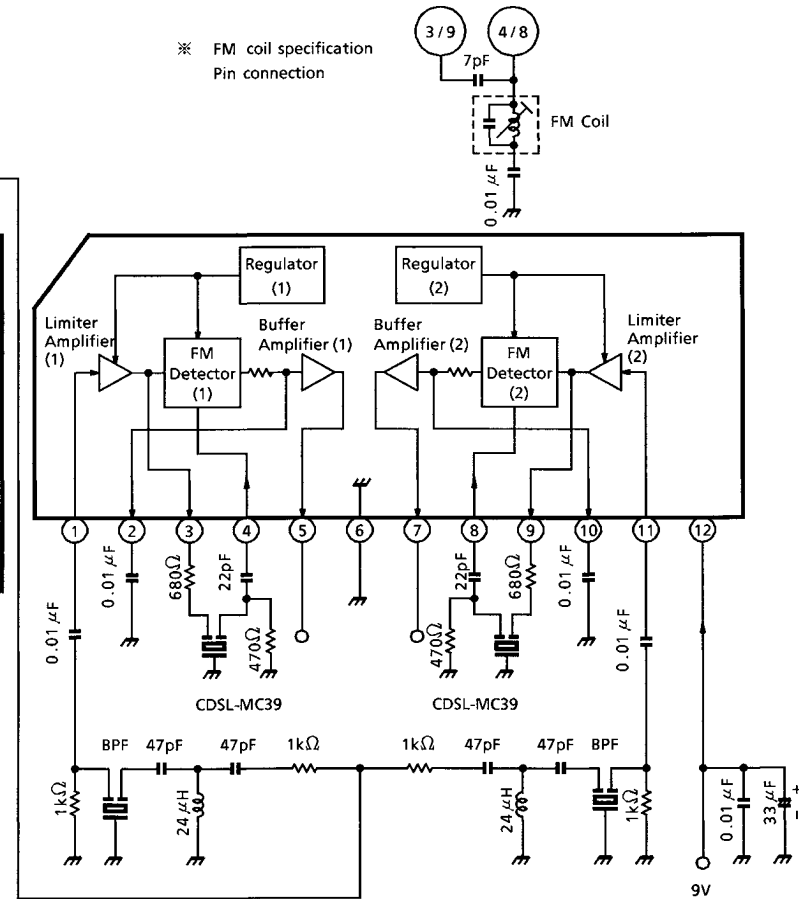 3/9
4/8
※ FM coil specification
Pin connection
7pF
FM Coil
0.01 μF
Regulator
(1)
Regulator
(2)
Limiter
Amplifier
(1)
Buffer
Amplifier (1)
Buffer
Amplifier (2)
Limiter
Amplifier
(2)
FM
Detector
(1)
FM
Detector
(2)
1
2
3
4
5
6
7
8
9
10
11
12
0.01 μF
0.01 μF
680Ω
22pF
470Ω
22pF
470Ω
680Ω
0.01 μF
0.01 μF
CDSL-MC39
CDSL-MC39
BPF
47pF
47pF
1kΩ
1kΩ
47pF
47pF
BPF
1kΩ
24 μH
24 μH
1kΩ
0.01 μF
33 μF
+
-
9V